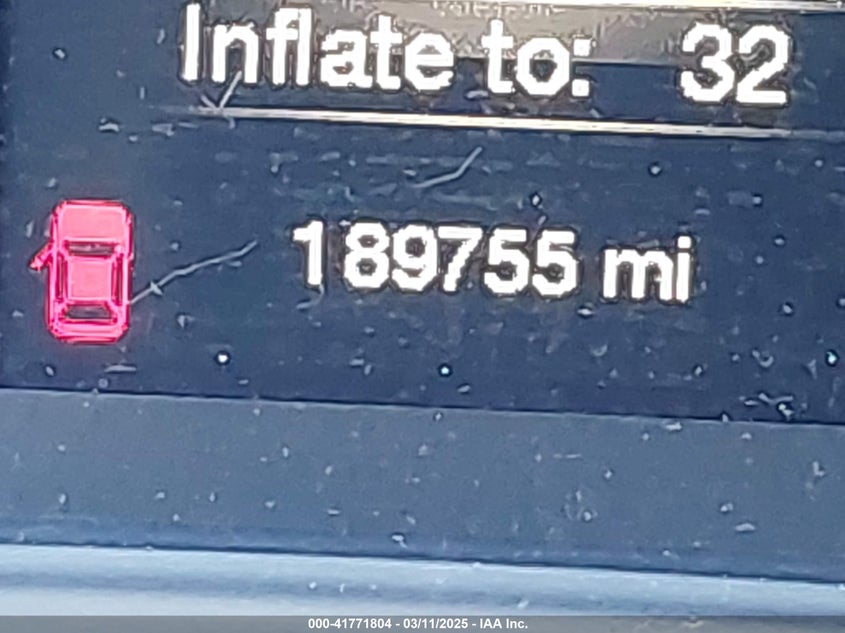 Inflate to: 32
189755 mi
000-41771804 - 03/11/2025 - IAA Inc.